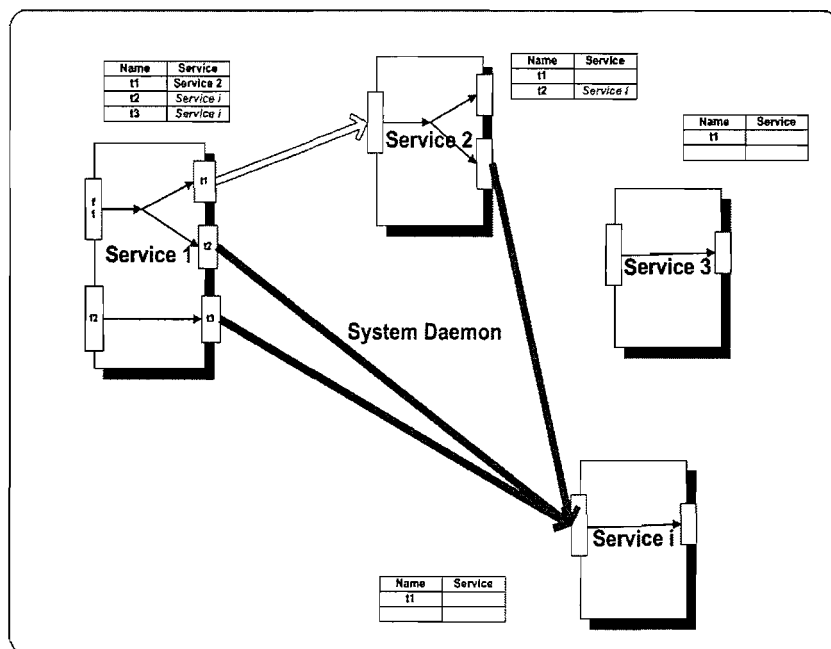 Name Service
t1 Service 2
t2 Service i
t3 Service i
Name Service
t1
t2 Service i
Name Service
t1
Service 1
t1
t2
f2
t3
Service 2
Service 3
System Daemon
Service i
Name Service
t1